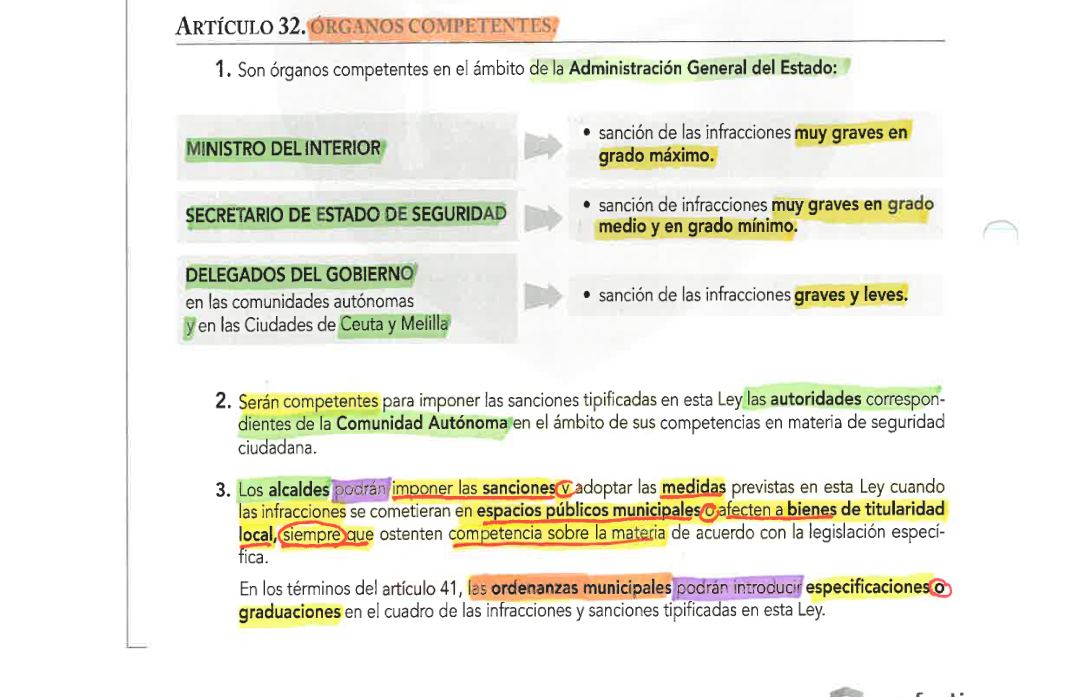 ARTÍCULO 32. ÓRGANOS COMPETENTES.
1. Son órganos competentes en el ámbito de la Administración General del Estado:
MINISTRO DEL INTERIOR
• sanción de las infracciones muy graves en
grado máximo.
SECRETARIO DE ESTADO DE SEGURIDAD
• sanción de infracciones muy graves en grado
medio y en grado mínimo.
DELEGADOS DEL GOBIERNO
en las comunidades autónomas
y en las Ciudades de Ceuta y Melilla
• sanción de las infracciones graves y leves.
2. Serán competentes para imponer las sanciones tipificadas en esta Ley las autoridades correspon-
dientes de la Comunidad Autónoma en el ámbito de sus competencias en materia de seguridad
ciudadana.
3. Los alcaldes podrán imponer las sanciones y adoptar las medidas previstas en esta Ley cuando
las infracciones se cometieran en espacios públicos municipales o afecten a bienes de titularidad
local, siempre que ostenten competencia sobre la materia de acuerdo con la legislación especí-
fica.
En los términos del artículo 41, las ordenanzas municipales podrán introducir especificaciones o
graduaciones en el cuadro de las infracciones y sanciones tipificadas en esta Ley.